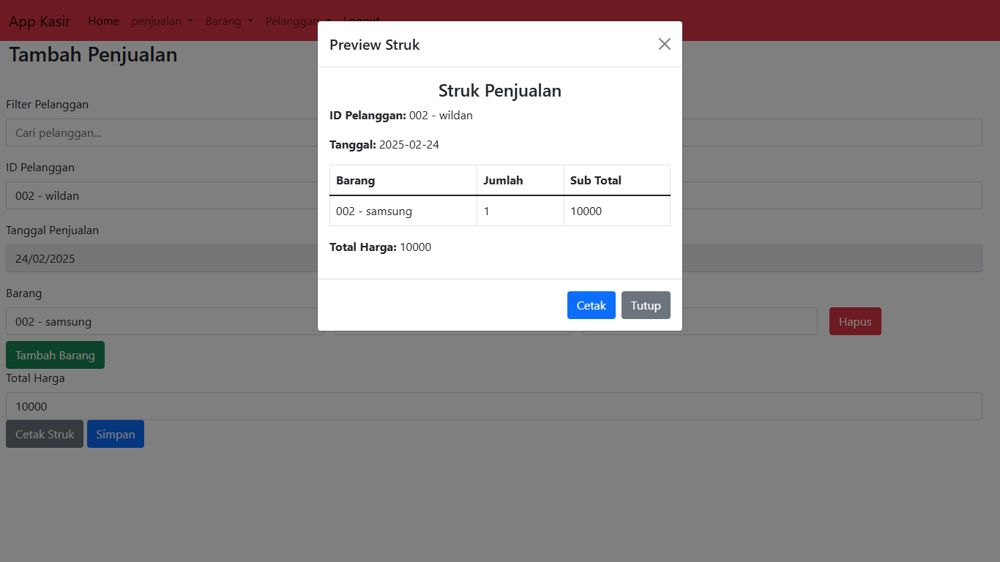 App Kasir Home penjualan Barang Pelanggan Logout
Tambah Penjualan
Filter Pelanggan
Cari pelanggan...
ID Pelanggan
002 - wildan
Tanggal Penjualan
24/02/2025
Barang
002 - samsung
Hapus
Tambah Barang
Total Harga
10000
Cetak Struk Simpan
Preview Struk
Struk Penjualan
ID Pelanggan: 002 - wildan
Tanggal: 2025-02-24
Barang Jumlah Sub Total
002 - samsung 1 10000
Total Harga: 10000
Cetak Tutup